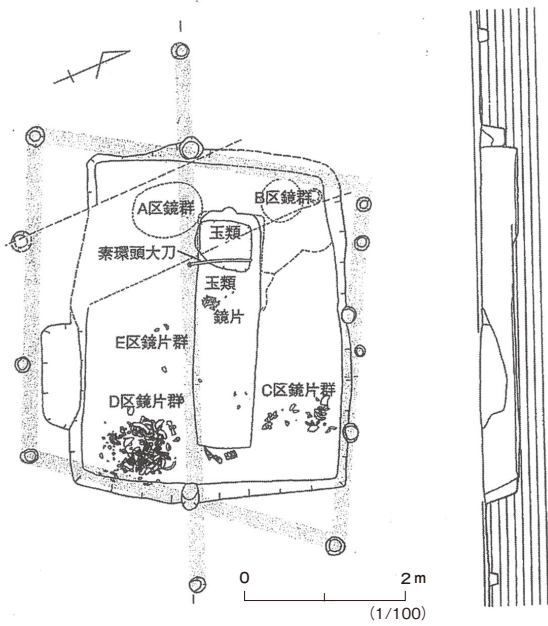 A区鏡群
B区鏡群
玉類
素環頭大刀
玉類
鏡片
E区鏡片群
D区鏡片群
C区鏡片群
0 2m
(1/100)